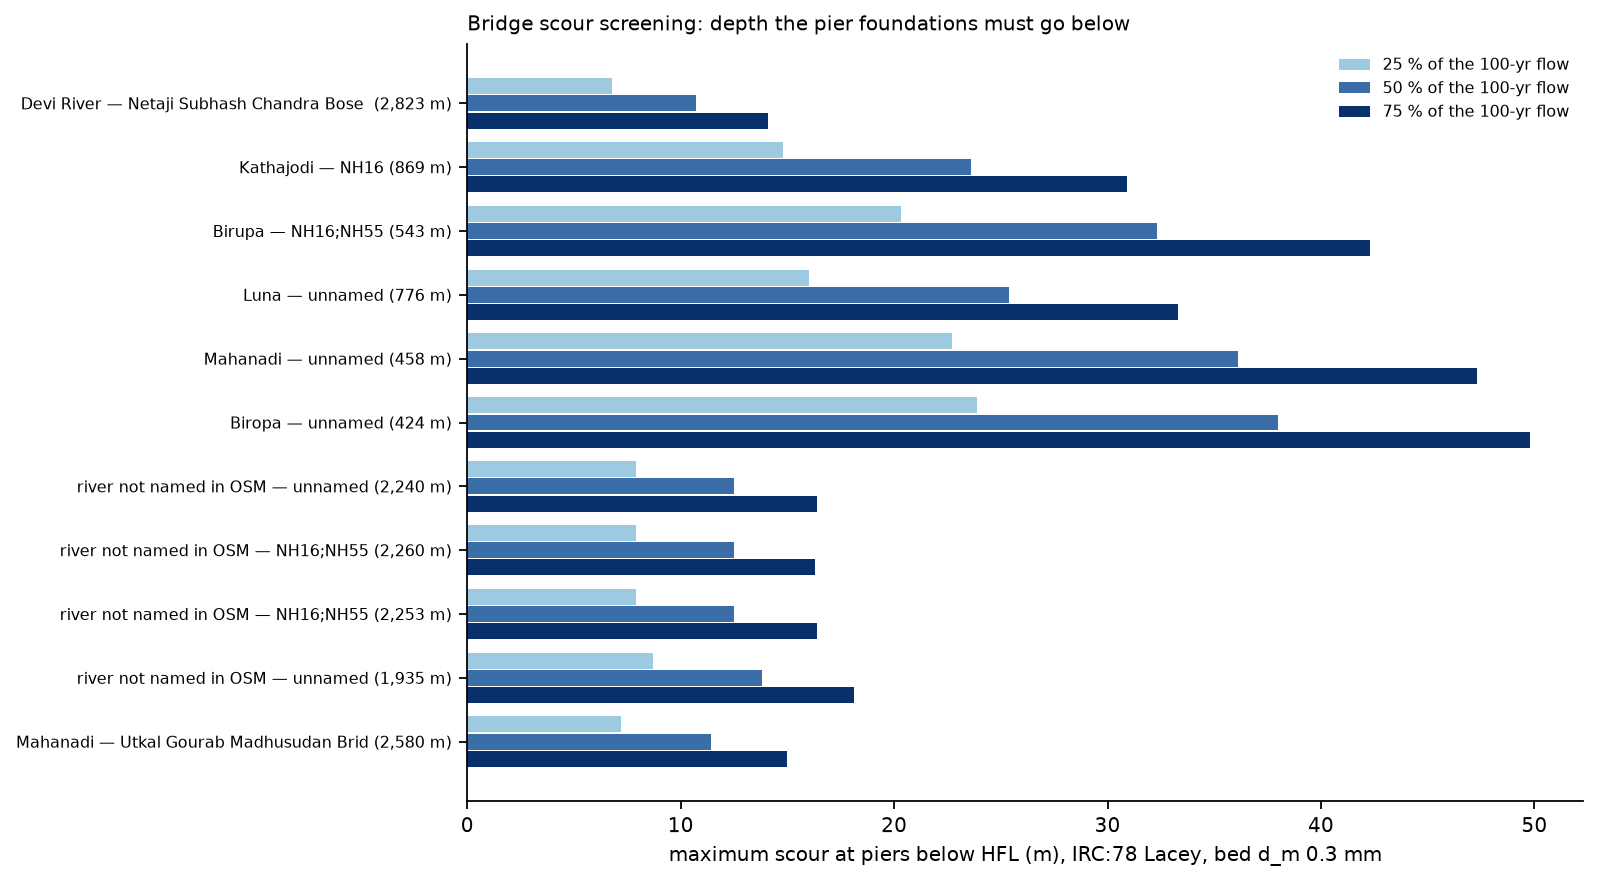 Bridge scour screening: depth the pier foundations must go below
25 % of the 100-yr flow
50 % of the 100-yr flow
75 % of the 100-yr flow
Devi River — Netaji Subhash Chandra Bose  (2,823 m)
Kathajodi — NH16 (869 m)
Birupa — NH16;NH55 (543 m)
Luna — unnamed (776 m)
Mahanadi — unnamed (458 m)
Biropa — unnamed (424 m)
river not named in OSM — unnamed (2,240 m)
river not named in OSM — NH16;NH55 (2,260 m)
river not named in OSM — NH16;NH55 (2,253 m)
river not named in OSM — unnamed (1,935 m)
Mahanadi — Utkal Gourab Madhusudan Brid (2,580 m)
0 10 20 30 40 50
maximum scour at piers below HFL (m), IRC:78 Lacey, bed d_m 0.3 mm